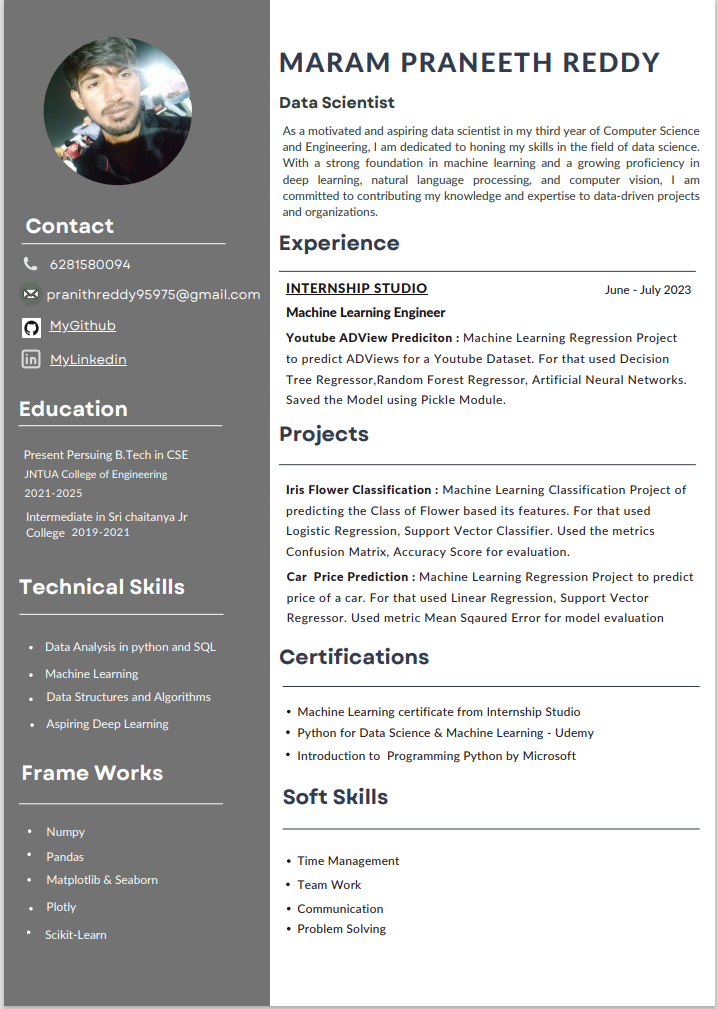 MARAM PRANEETH REDDY
Data Scientist
As a motivated and aspiring data scientist in my third year of Computer Science
and Engineering, I am dedicated to honing my skills in the field of data science.
With a strong foundation in machine learning and a growing proficiency in
deep learning, natural language processing, and computer vision, I am
committed to contributing my knowledge and expertise to data-driven projects
and organizations.
Contact
6281580094
pranithreddy95975@gmail.com
MyGithub
in MyLinkedin
Education
Present Persuing B.Tech in CSE
JNTUA College of Engineering
2021-2025
Intermediate in Sri chaitanya Jr
College 2019-2021
Technical Skills
• Data Analysis in python and SQL
• Machine Learning
• Data Structures and Algorithms
• Aspiring Deep Learning
Frame Works
• Numpy
• Pandas
• Matplotlib & Seaborn
• Plotly
• Scikit-Learn
Experience
INTERNSHIP STUDIO June - July 2023
Machine Learning Engineer
Youtube ADView Prediciton : Machine Learning Regression Project
to predict ADViews for a Youtube Dataset. For that used Decision
Tree Regressor,Random Forest Regressor, Artificial Neural Networks.
Saved the Model using Pickle Module.
Projects
Iris Flower Classification : Machine Learning Classification Project of
predicting the Class of Flower based its features. For that used
Logistic Regression, Support Vector Classifier. Used the metrics
Confusion Matrix, Accuracy Score for evaluation.
Car Price Prediction : Machine Learning Regression Project to predict
price of a car. For that used Linear Regression, Support Vector
Regressor. Used metric Mean Sqaured Error for model evaluation
Certifications
• Machine Learning certificate from Internship Studio
• Python for Data Science & Machine Learning - Udemy
• Introduction to Programming Python by Microsoft
Soft Skills
• Time Management
• Team Work
• Communication
• Problem Solving